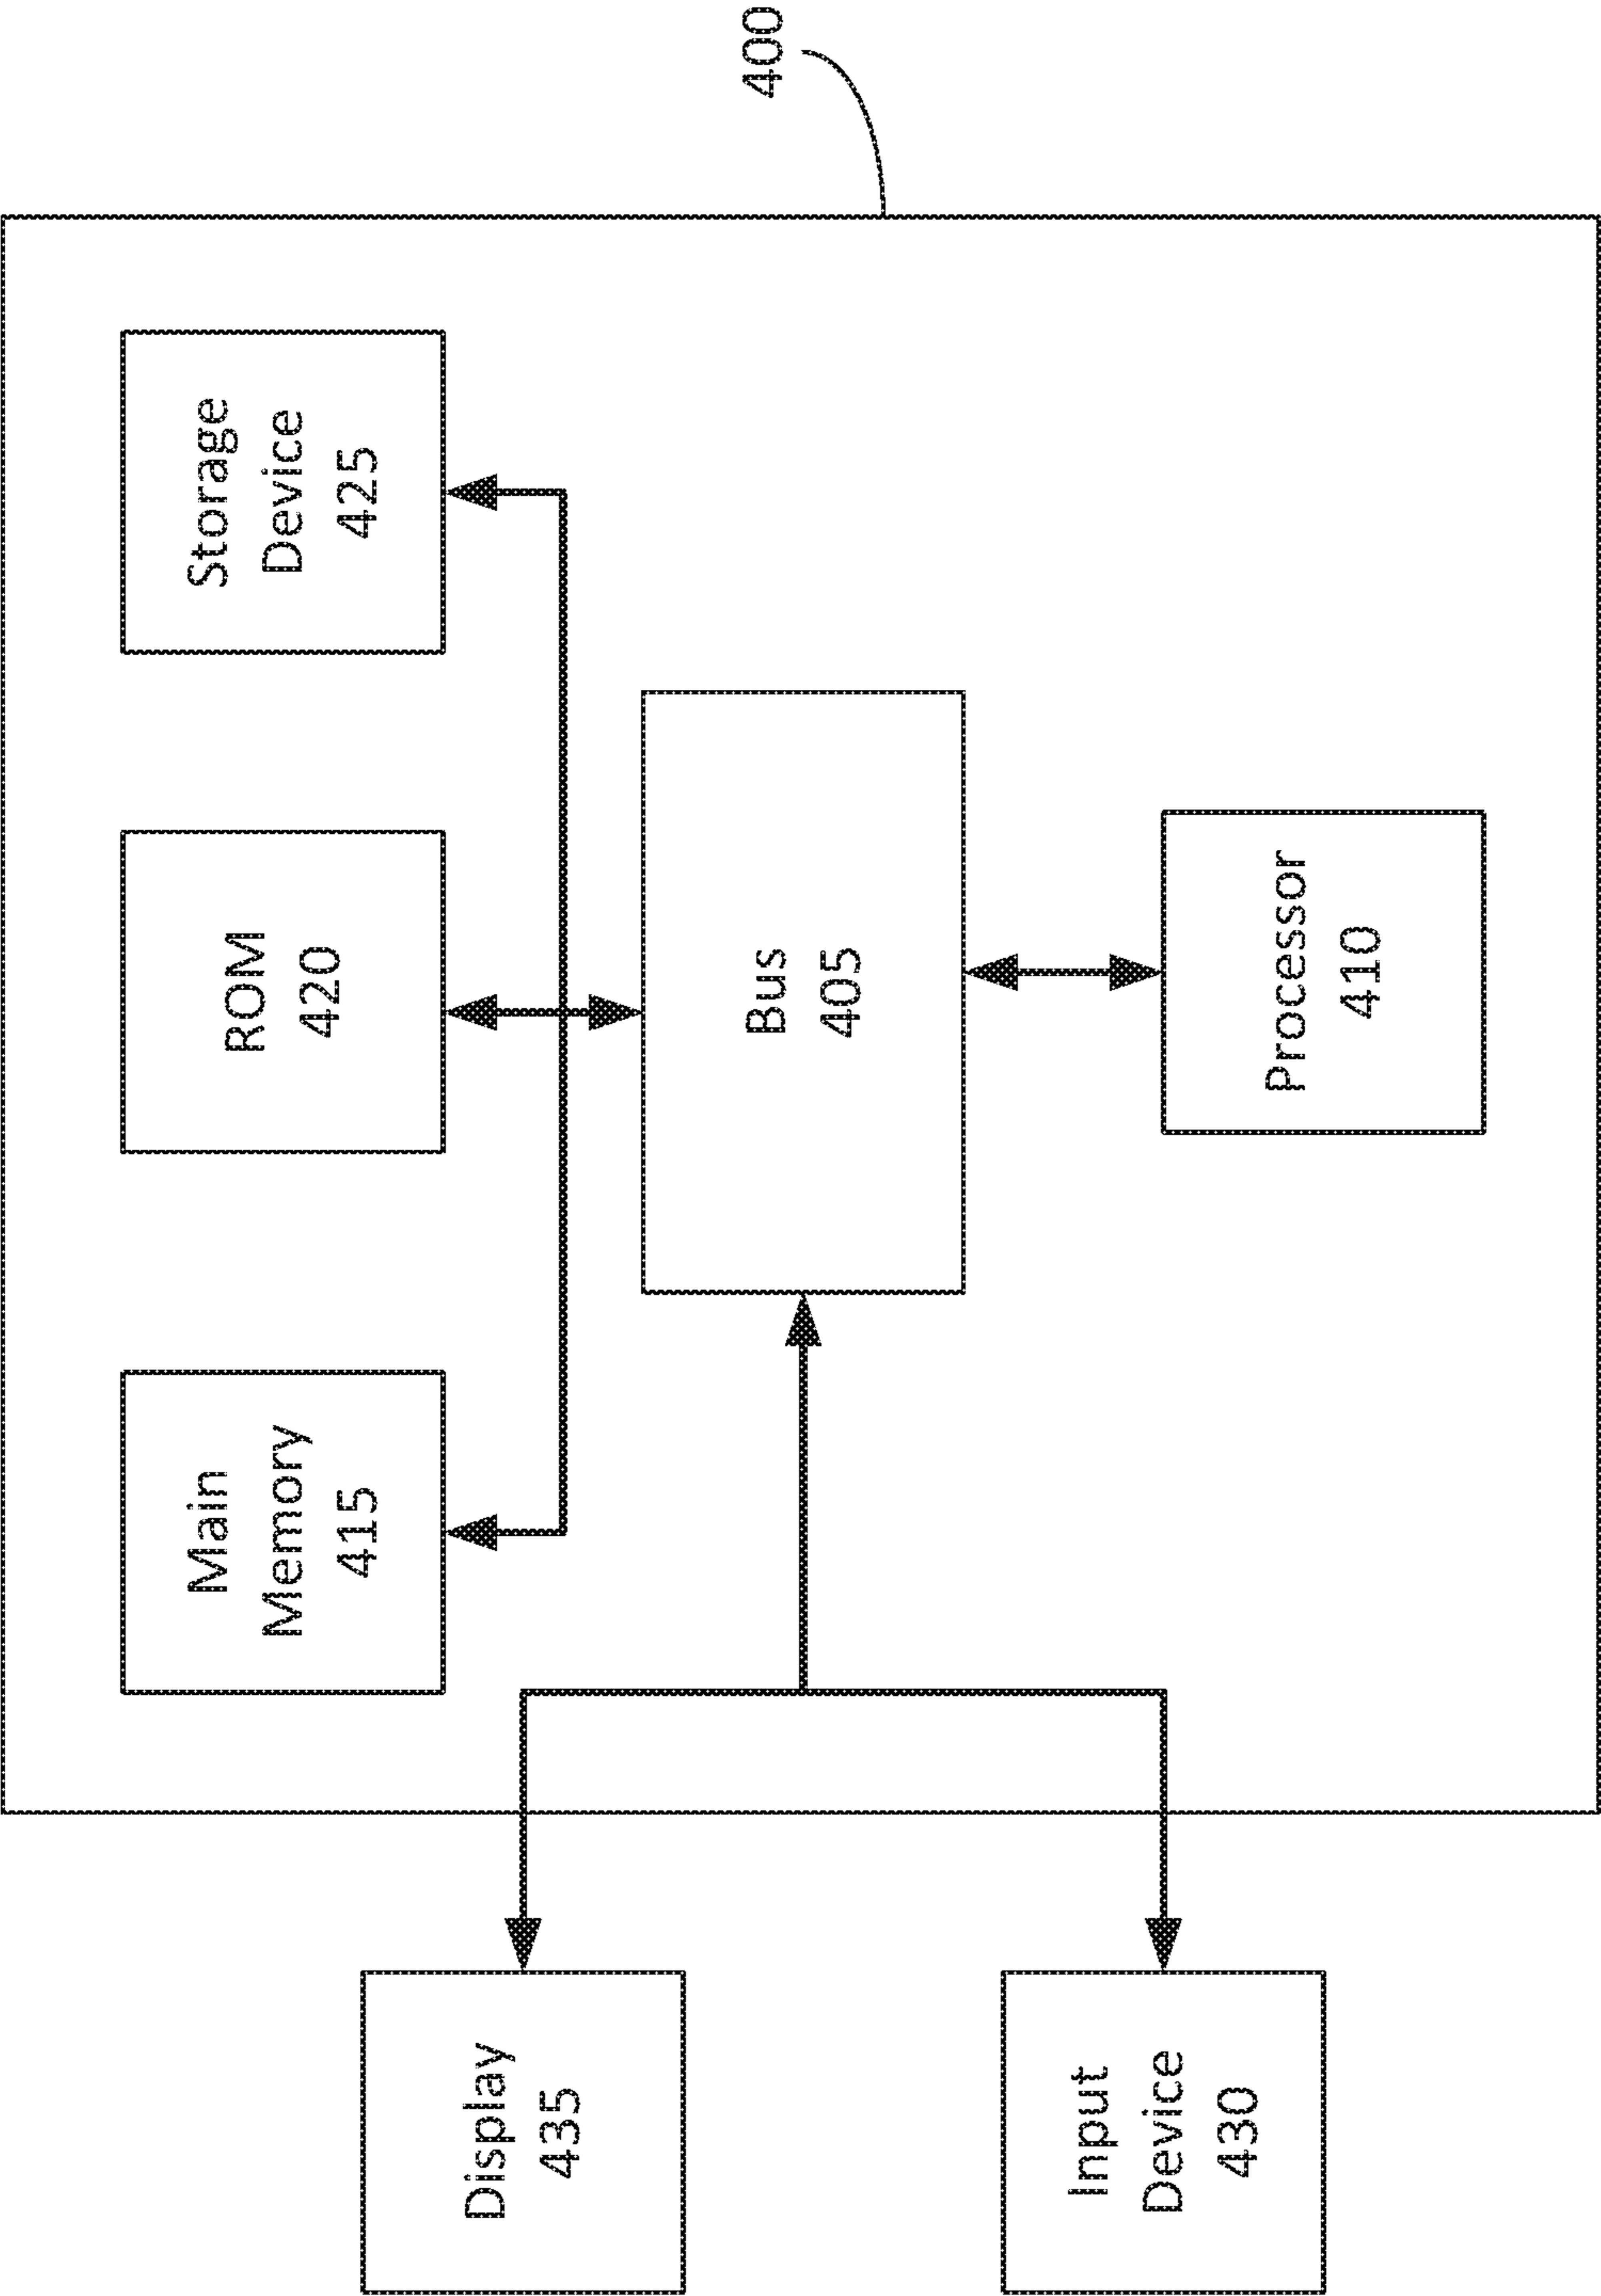 400
Main
Memory
415
ROM
420
Storage
Device
425
Display
435
Bus
405
Input
Device
430
Processor
410